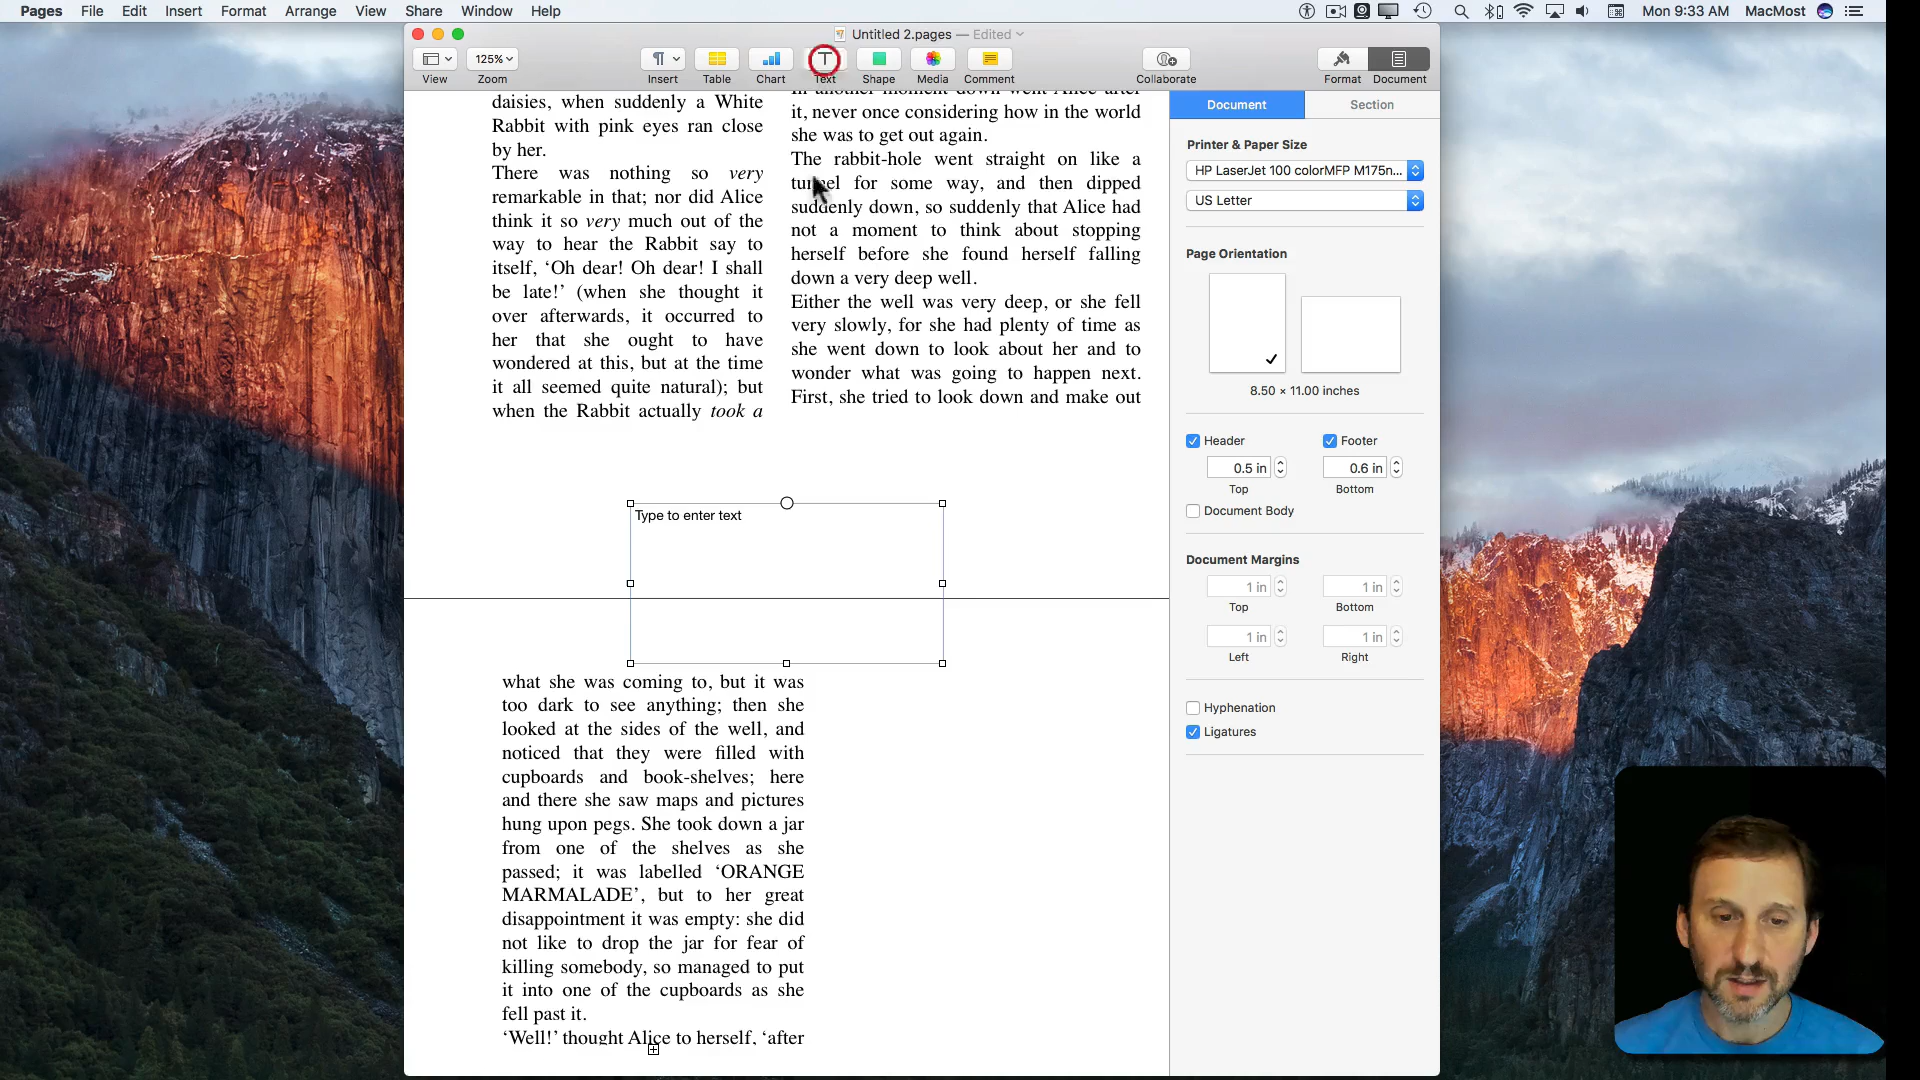 Pages File Edit Insert Format Arrange View Share Window Help
Mon 9:33 AM MacMost
Untitled 2.pages — Edited
125%
View Zoom Insert Table Chart Text Shape Media Comment Collaborate Format Document
daisies, when suddenly a White
Rabbit with pink eyes ran close
by her.
There was nothing so very
remarkable in that; nor did Alice
think it so very much out of the
way to hear the Rabbit say to
itself, ‘Oh dear! Oh dear! I shall
be late!’ (when she thought it
over afterwards, it occurred to
her that she ought to have
wondered at this, but at the time
it all seemed quite natural); but
when the Rabbit actually took a
In another moment down went Alice after
it, never once considering how in the world
she was to get out again.
The rabbit-hole went straight on like a
tunnel for some way, and then dipped
suddenly down, so suddenly that Alice had
not a moment to think about stopping
herself before she found herself falling
down a very deep well.
Either the well was very deep, or she fell
very slowly, for she had plenty of time as
she went down to look about her and to
wonder what was going to happen next.
First, she tried to look down and make out
Type to enter text
what she was coming to, but it was
too dark to see anything; then she
looked at the sides of the well, and
noticed that they were filled with
cupboards and book-shelves; here
and there she saw maps and pictures
hung upon pegs. She took down a jar
from one of the shelves as she
passed; it was labelled ‘ORANGE
MARMALADE’, but to her great
disappointment it was empty: she did
not like to drop the jar for fear of
killing somebody, so managed to put
it into one of the cupboards as she
fell past it.
‘Well!’ thought Alice to herself, ‘after
Document Section
Printer & Paper Size
HP LaserJet 100 colorMFP M175n...
US Letter
Page Orientation
8.50 × 11.00 inches
Header Footer
0.5 in 0.6 in
Top Bottom
Document Body
Document Margins
1 in 1 in
Top Bottom
1 in 1 in
Left Right
Hyphenation
Ligatures